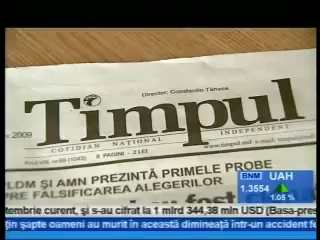 Director: Constantin Tănase
2009
Timpul
COTIDIAN NAȚIONAL INDEPENDENT
8 PAGINI - 2 LEI
PLDM ȘI AMN PREZINTĂ PRIMELE PROBE
FALSIFICAREA ALEGERILOR
BNM UAH
1.3554 1.05 %
tembrie curent, și s-au cifrat la 1 mlrd 344,38 mln USD (Basa-pres
țin șapte oameni au murit în această dimineață într-un accident f